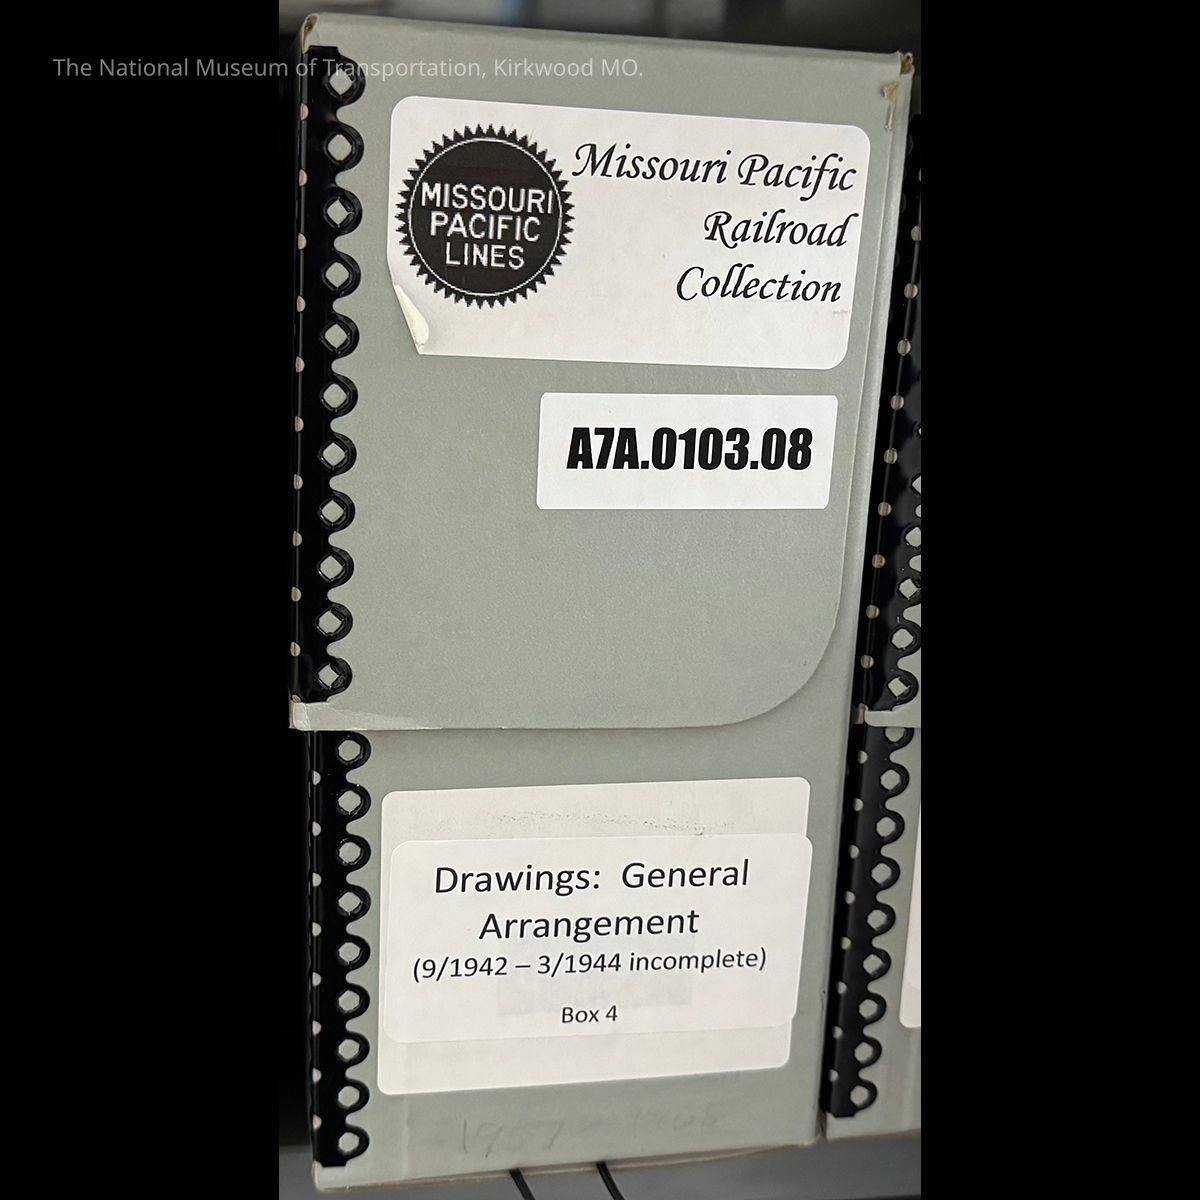 The National Museum of Transportation, Kirkwood MO.
MISSOURI
PACIFIC
LINES
Missouri Pacific
Railroad
Collection
A7A.0103.08
Drawings: General
Arrangement
(9/1942 – 3/1944 incomplete)
Box 4